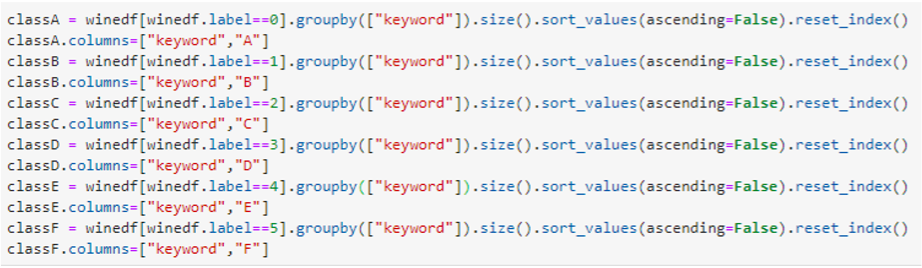 classA = winedf[winedf.label==0].groupby(["keyword"]).size().sort_values(ascending=False).reset_index()
classA.columns=["keyword","A"]
classB = winedf[winedf.label==1].groupby(["keyword"]).size().sort_values(ascending=False).reset_index()
classB.columns=["keyword","B"]
classC = winedf[winedf.label==2].groupby(["keyword"]).size().sort_values(ascending=False).reset_index()
classC.columns=["keyword","C"]
classD = winedf[winedf.label==3].groupby(["keyword"]).size().sort_values(ascending=False).reset_index()
classD.columns=["keyword","D"]
classE = winedf[winedf.label==4].groupby(["keyword"]).size().sort_values(ascending=False).reset_index()
classE.columns=["keyword","E"]
classF = winedf[winedf.label==5].groupby(["keyword"]).size().sort_values(ascending=False).reset_index()
classF.columns=["keyword","F"]